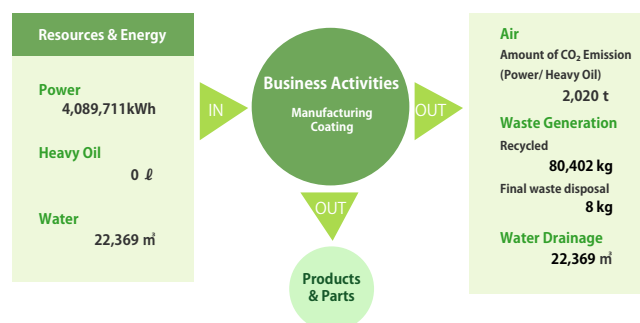 Resources & Energy
Power
4,089,711kWh
Heavy Oil
0 ℓ
Water
22,369 ㎥
IN
Business Activities
Manufacturing
Coating
OUT
OUT
Products
& Parts
Air
Amount of CO₂ Emission
(Power/ Heavy Oil)
2,020 t
Waste Generation
Recycled
80,402 kg
Final waste disposal
8 kg
Water Drainage
22,369 ㎥